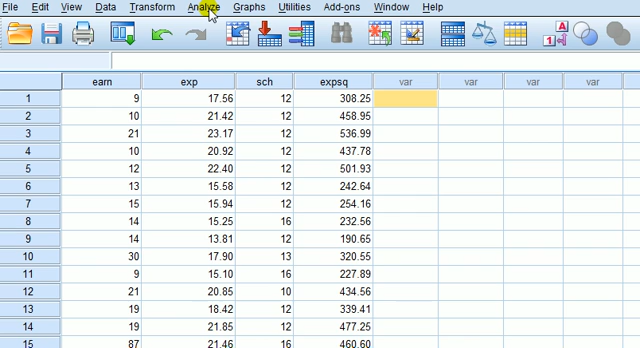 File Edit View Data Transform Analyze Graphs Utilities Add-ons Window Help
A
1
earn exp sch expsq var var var var
1 9 17.56 12 308.25
2 10 21.42 12 458.95
3 21 23.17 12 536.99
4 10 20.92 12 437.78
5 12 22.40 12 501.93
6 13 15.58 12 242.64
7 15 15.94 12 254.16
8 14 15.25 16 232.56
9 14 13.81 12 190.65
10 30 17.90 13 320.55
11 9 15.10 16 227.89
12 21 20.85 10 434.56
13 19 18.42 12 339.41
14 19 21.85 12 477.25
15 87 21.46 16 460.60